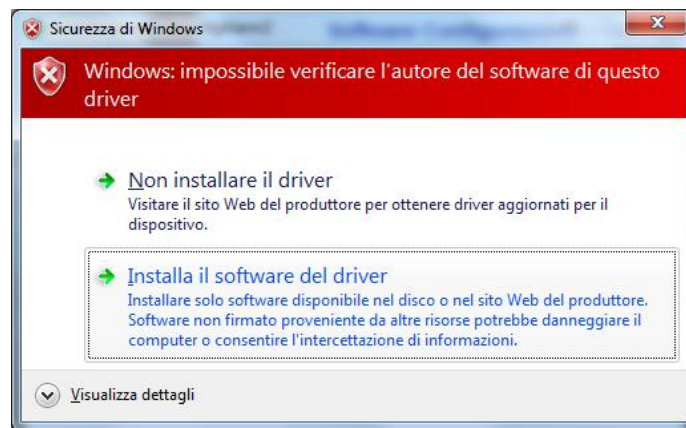 Sicurezza di Windows
Windows: impossibile verificare l'autore del software di questo
driver
Non installare il driver
Visitare il sito Web del produttore per ottenere driver aggiornati per il
dispositivo.
Installa il software del driver
Installare solo software disponibile nel disco o nel sito Web del produttore.
Software non firmato proveniente da altre risorse potrebbe danneggiare il
computer o consentire l'intercettazione di informazioni.
Visualizza dettagli